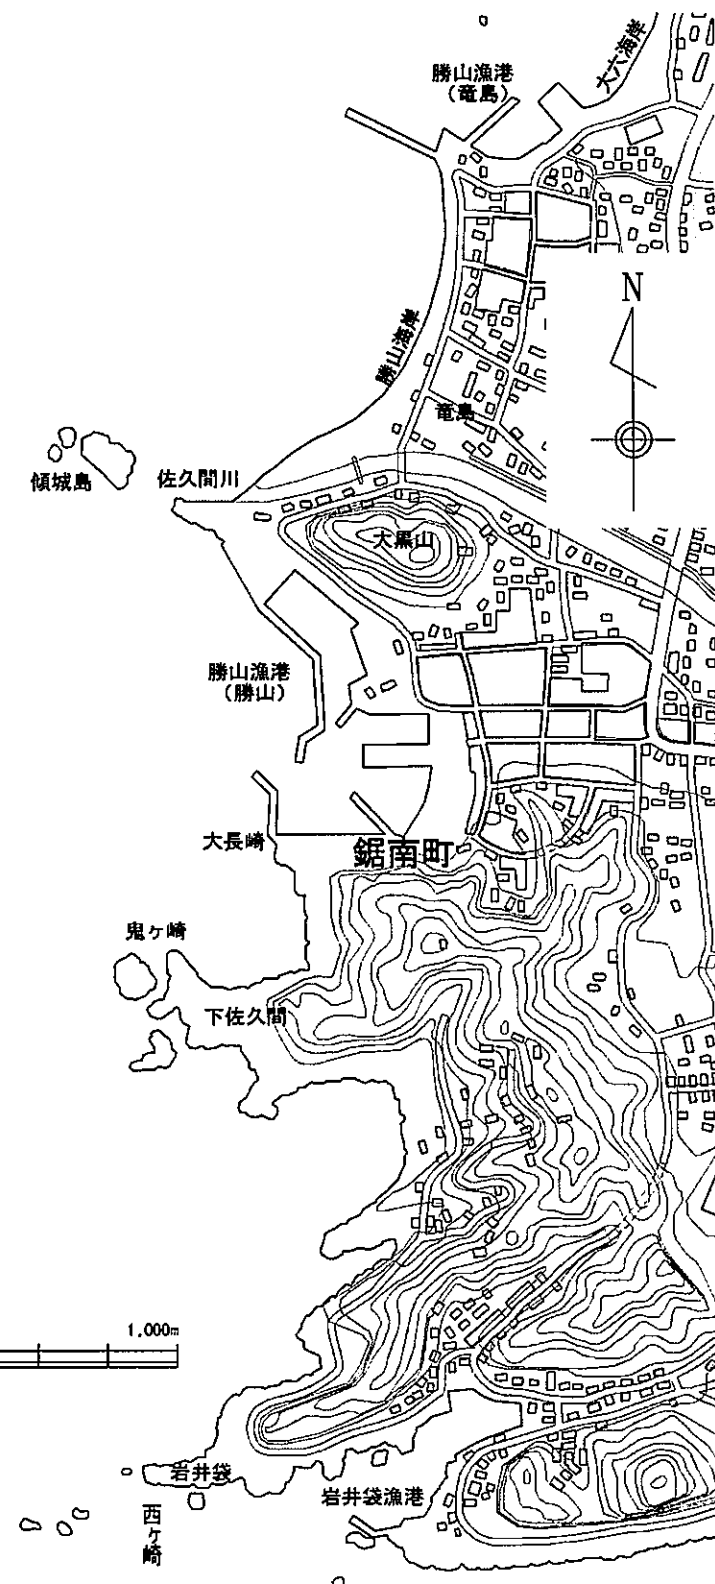 大六海岸
勝山漁港
(竜島)
N
勝山海岸
竜島
傾城島
佐久間川
大黒山
勝山漁港
(勝山)
大長崎
鋸南町
鬼ヶ崎
下佐久間
1,000m
岩井袋
岩井袋漁港
西ヶ崎